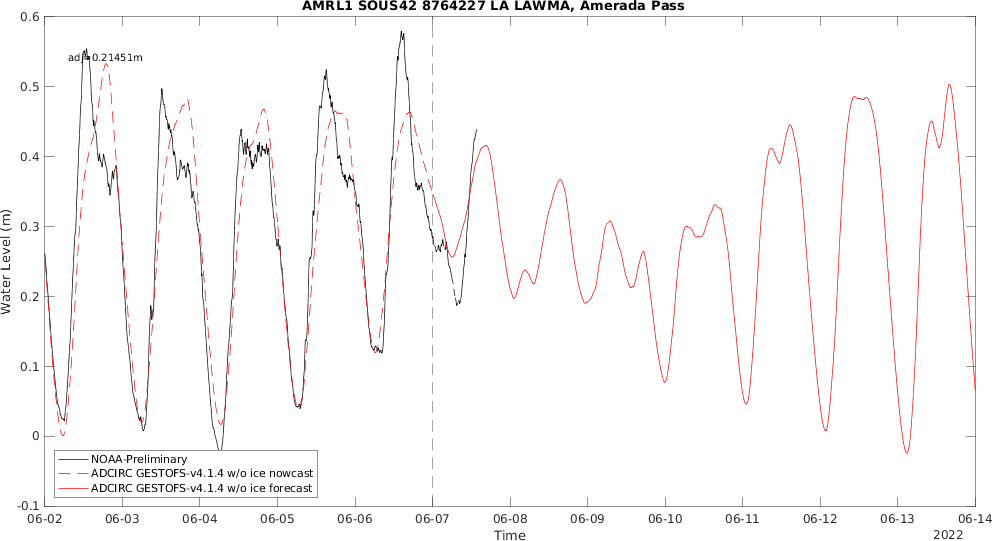 AMRL1 SOUS42 8764227 LA LAWMA, Amerada Pass
0.6
0.5
0.4
0.3
0.2
0.1
0
-0.1
Water Level (m)
adj=0.21451m
NOAA-Preliminary
ADCIRC GESTOFS-v4.1.4 w/o ice nowcast
ADCIRC GESTOFS-v4.1.4 w/o ice forecast
06-02 06-03 06-04 06-05 06-06 06-07 06-08 06-09 06-10 06-11 06-12 06-13 06-14
Time
2022